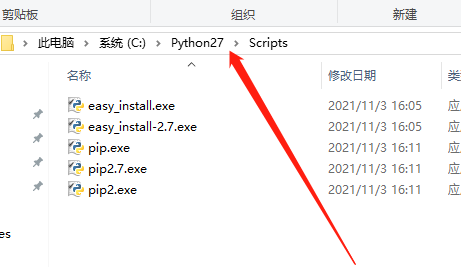 剪贴板 组织 新建
此电脑 › 系统 (C:) › Python27 › Scripts
名称 修改日期 类
easy_install.exe 2021/11/3 16:05 应
easy_install-2.7.exe 2021/11/3 16:05 应
pip.exe 2021/11/3 16:11 应
pip2.7.exe 2021/11/3 16:11 应
pip2.exe 2021/11/3 16:11 应
es